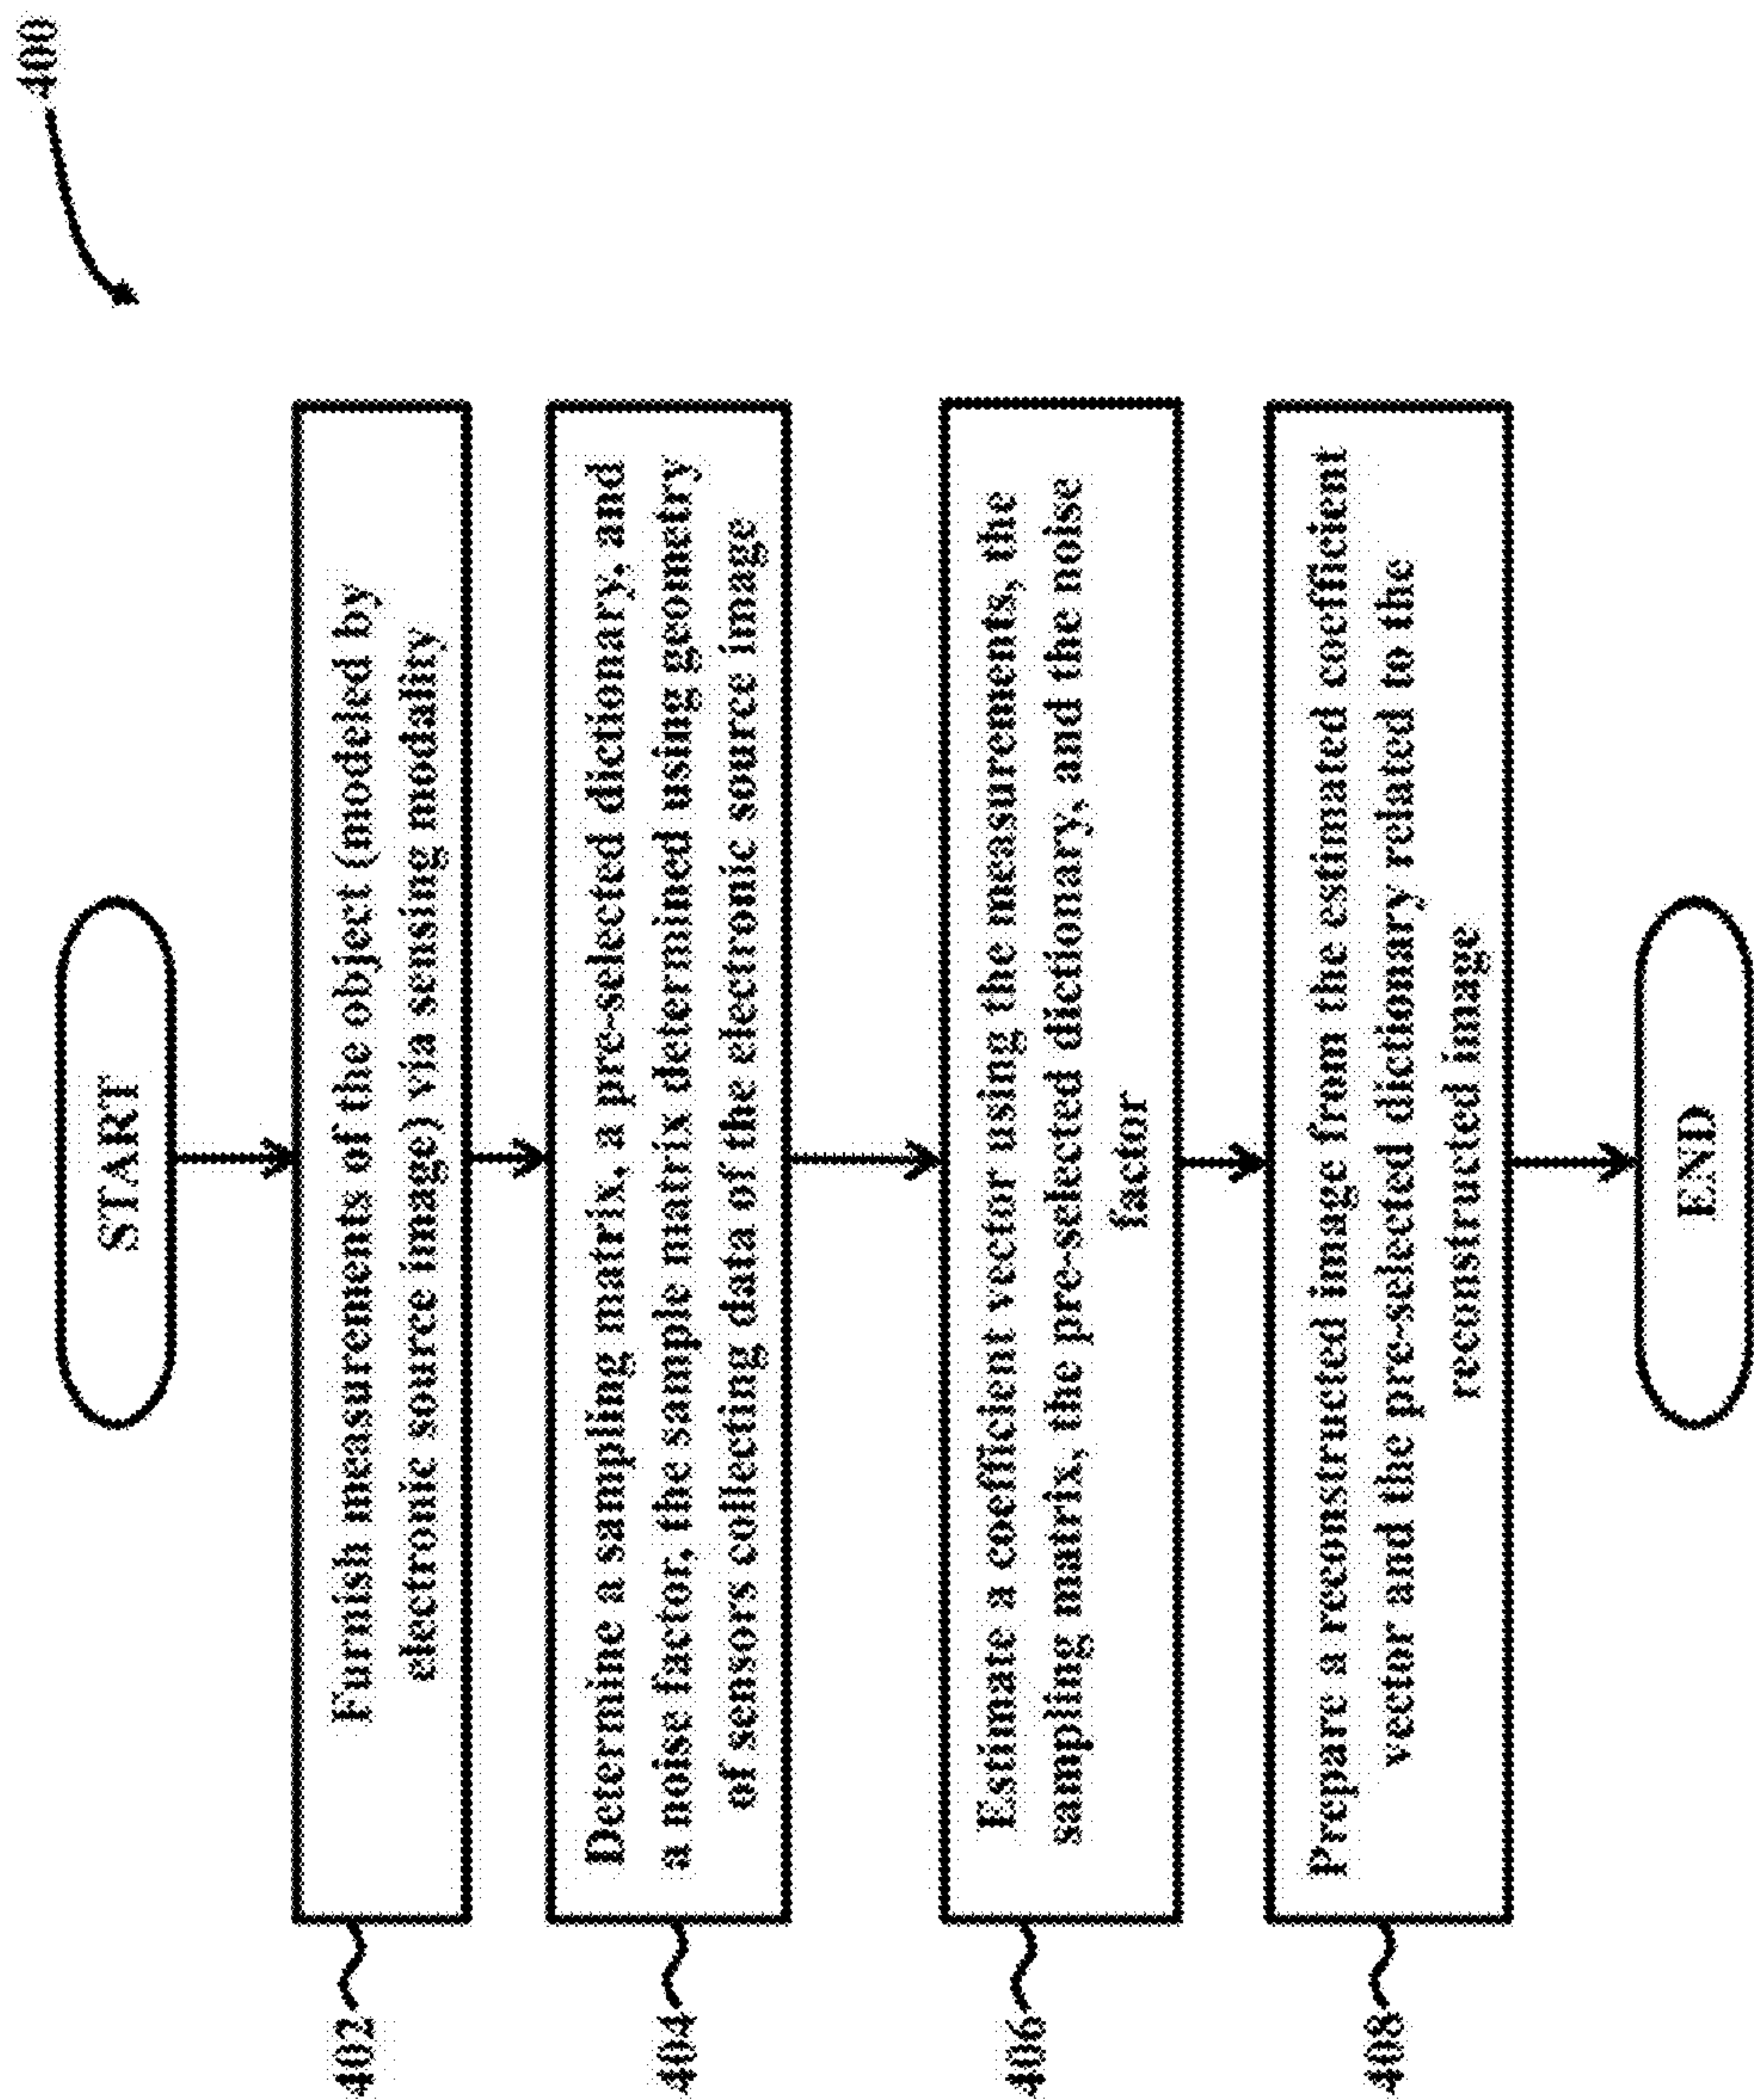 400
START
402
Furnish measurements of the object (modeled by
electronic source image) via sensing modality
404
Determine a sampling matrix, a pre-selected dictionary, and
a noise factor, the sample matrix determined using geometry
of sensors collecting data of the electronic source image
406
Estimate a coefficient vector using the measurements, the
sampling matrix, the pre-selected dictionary, and the noise
factor
408
Prepare a reconstructed image from the estimated coefficient
vector and the pre-selected dictionary related to the
reconstructed image
END